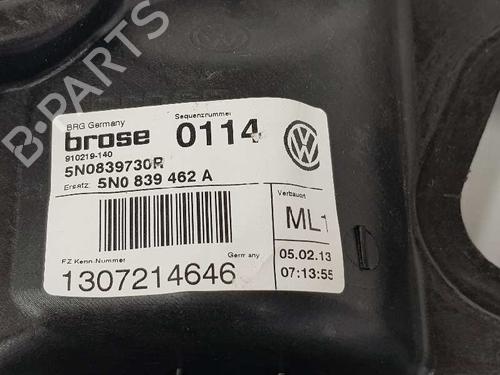 B-PARTS
BRG Germany
Sequenznummer
brose 0114
910219-140
5N0839730R
Ersatz: 5N0 839 462 A
Verbauort
ML1
FZ Kenn-Nummer
Germany
05.02.13
1307214646
07:13:55